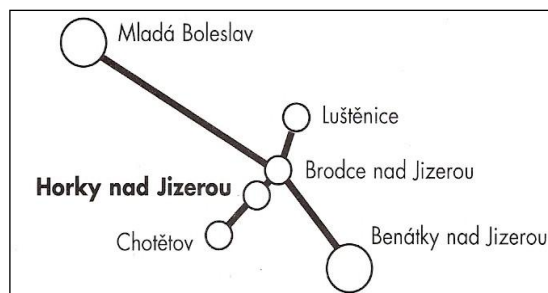 Mladá Boleslav
Luštěnice
Brodce nad Jizerou
Horky nad Jizerou
Chotětov
Benátky nad Jizerou